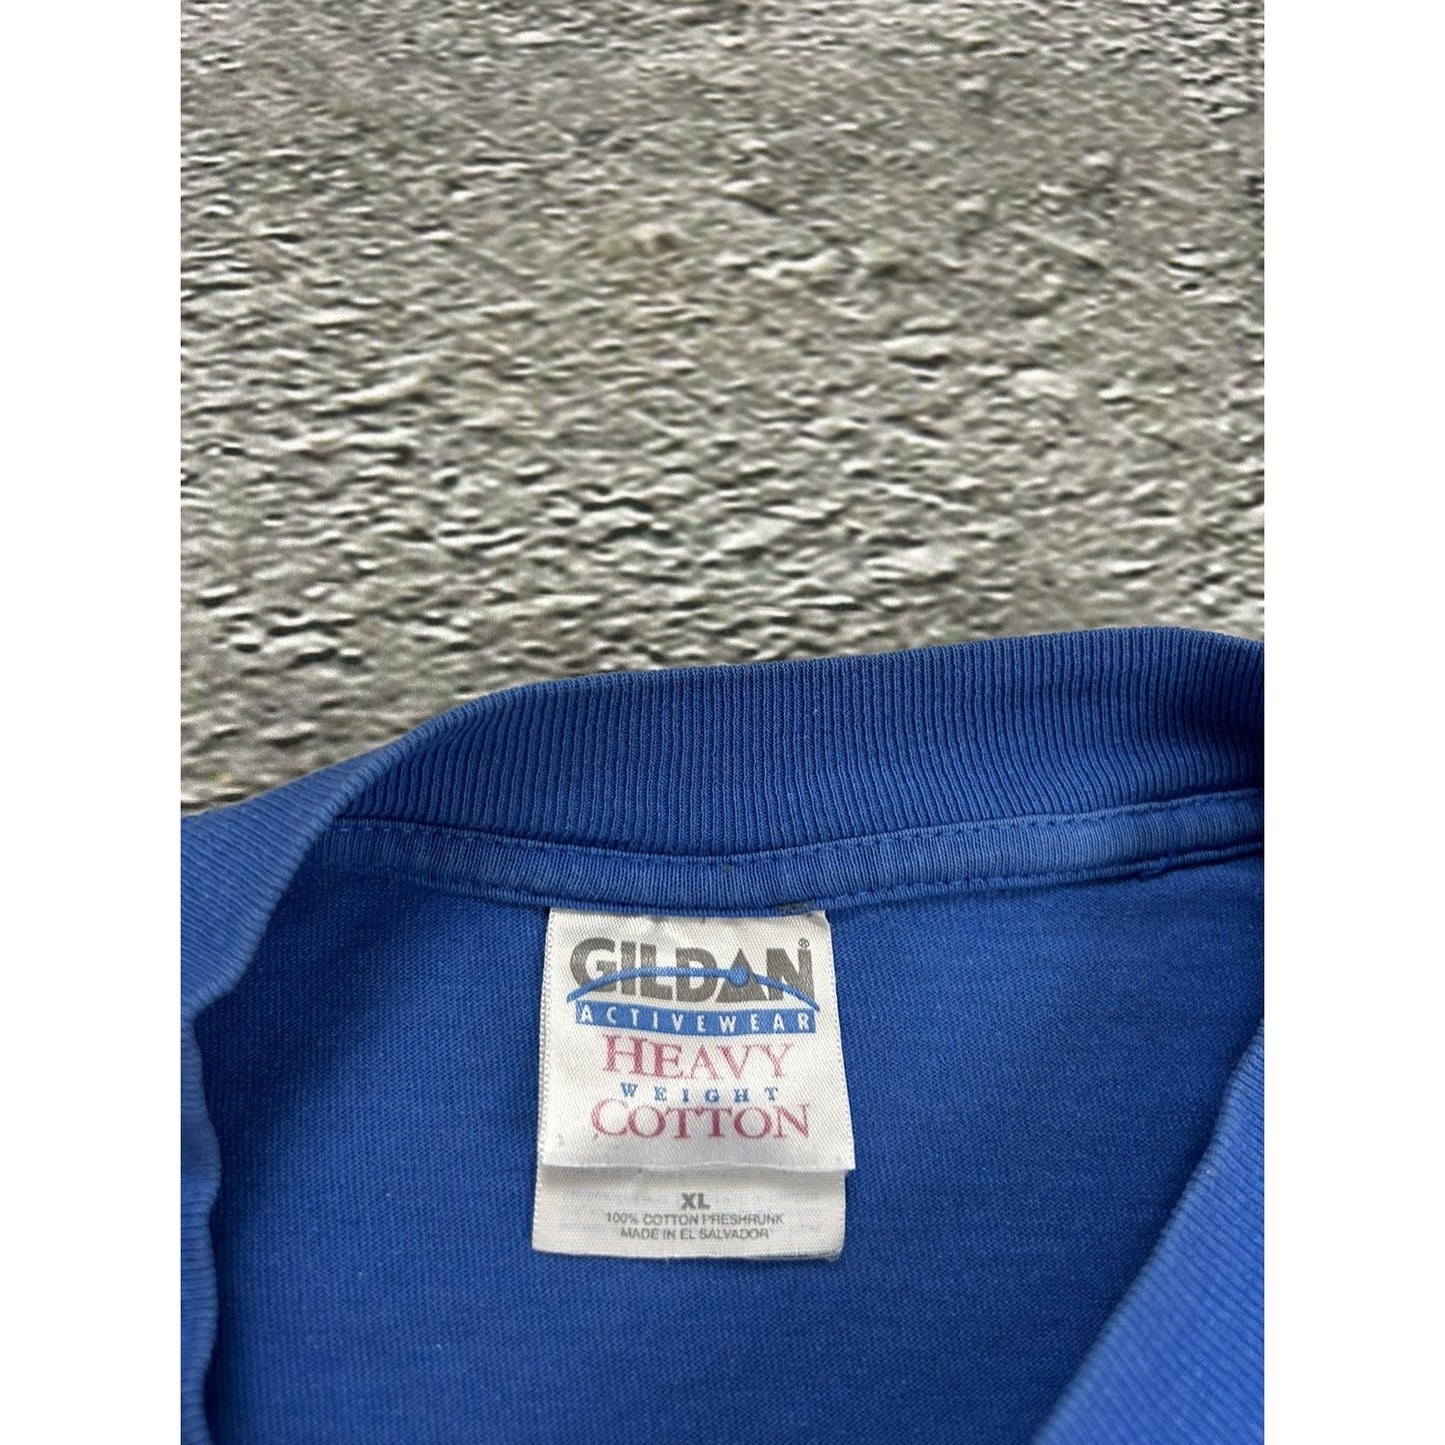 GILDAN®
ACTIVEWEAR
HEAVY
WEIGHT
COTTON
XL
100% COTTON PRESHRUNK
MADE IN EL SALVADOR